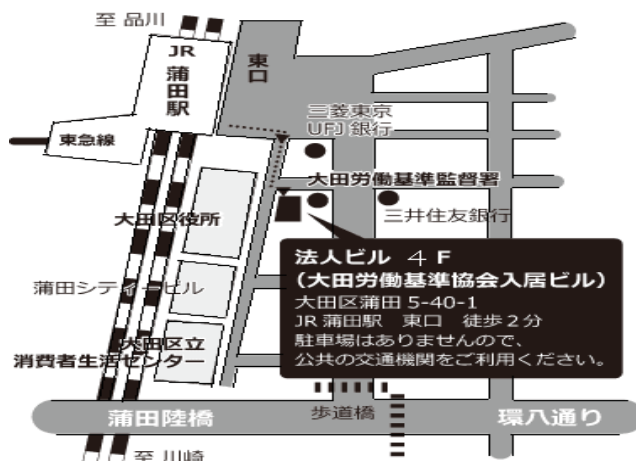 至 品川
JR
蒲田駅
東口
東急線
三菱東京
UFJ 銀行
大田労働基準監督署
大田区役所
三井住友銀行
法人ビル ４ F
（大田労働基準協会入居ビル）
大田区蒲田 5-40-1
JR 蒲田駅　東口　徒歩２分
駐車場はありませんので、
公共の交通機関をご利用ください。
蒲田シティービル
大田区立
消費者生活センター
蒲田陸橋
歩道橋
環八通り
至 川崎